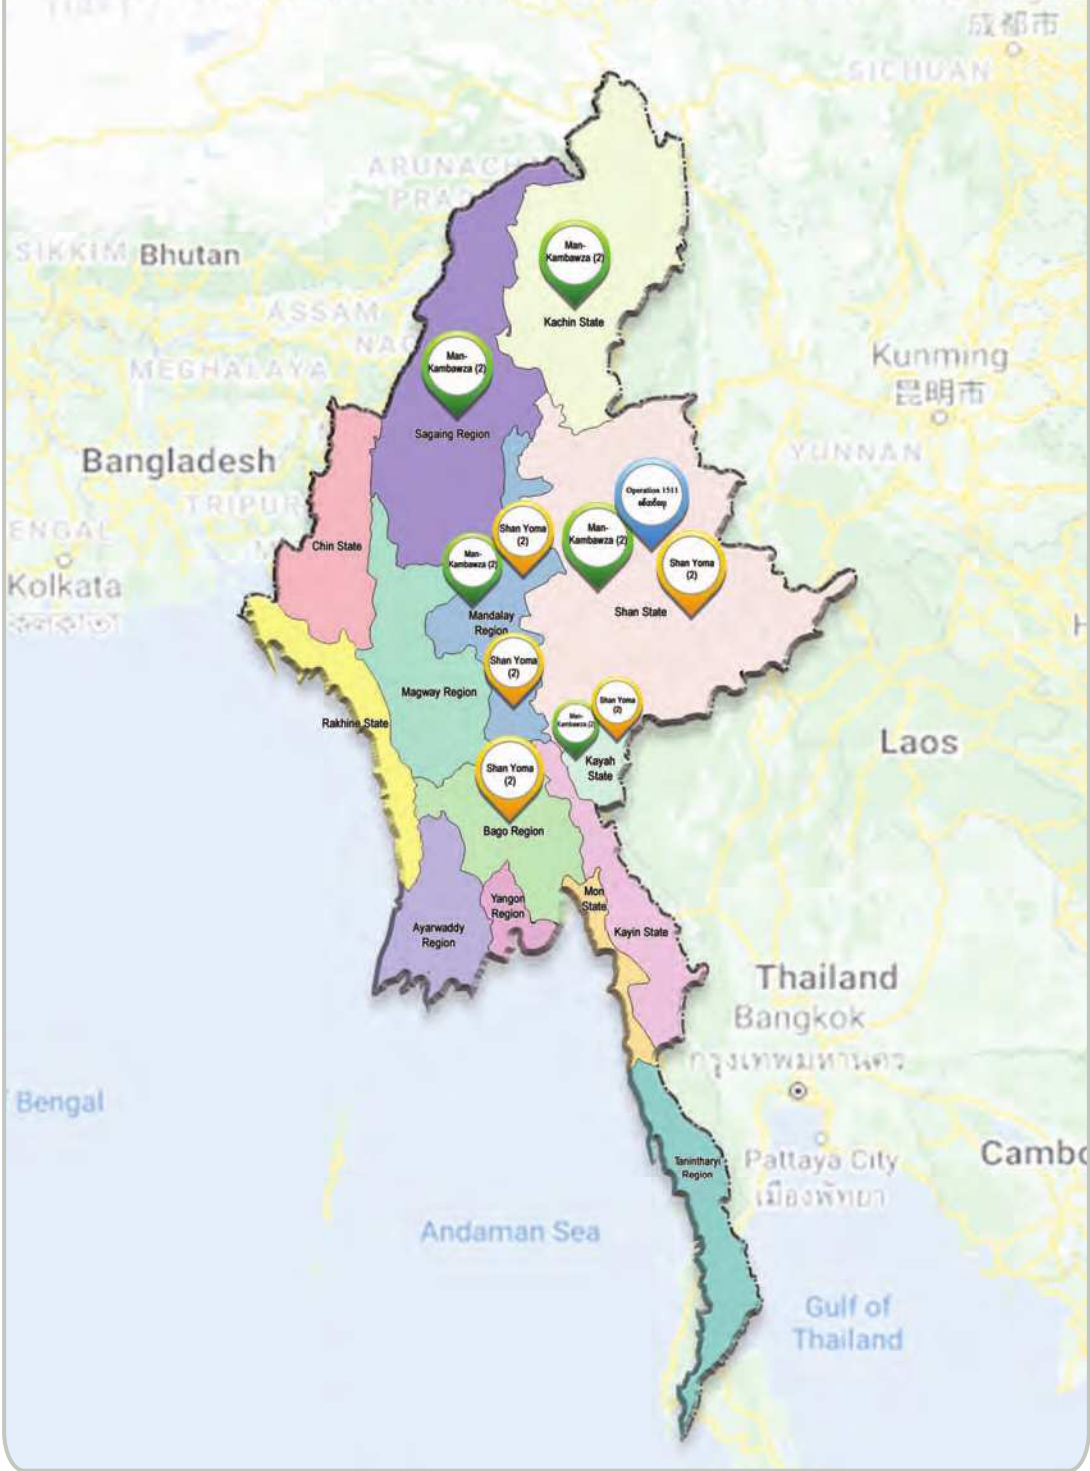 成都市
SICHUAN
ARUNACH
PRA
SIKKIM
Bhutan
Man-
Kambawza (2)
Kachin State
ASSAM
NAG
MEGHALAYA
Man-
Kambawza (2)
Kunming
昆明市
Sagaing Region
YUNNAN
Bangladesh
TRIPUR
ENGAL
Operation 1511
Chin State
Shan Yoma
(2)
Man-
Kambawza (2)
Man-
Kambawza (2)
Shan Yoma
(2)
Kolkata
Mandalay
Region
Shan State
Shan Yoma
(2)
Magway Region
Rakhine State
Man-
Kambawza (2)
Shan Yoma
(2)
Laos
Kayah
State
Shan Yoma
(2)
Bago Region
Mon
State
Yangon
Region
Ayarwaddy
Region
Kayin State
Thailand
Bangkok
กรุงเทพมหานคร
Bengal
Tanintharyi
Region
Pattaya City
เมืองพัทยา
Cambo
Andaman Sea
Gulf of
Thailand